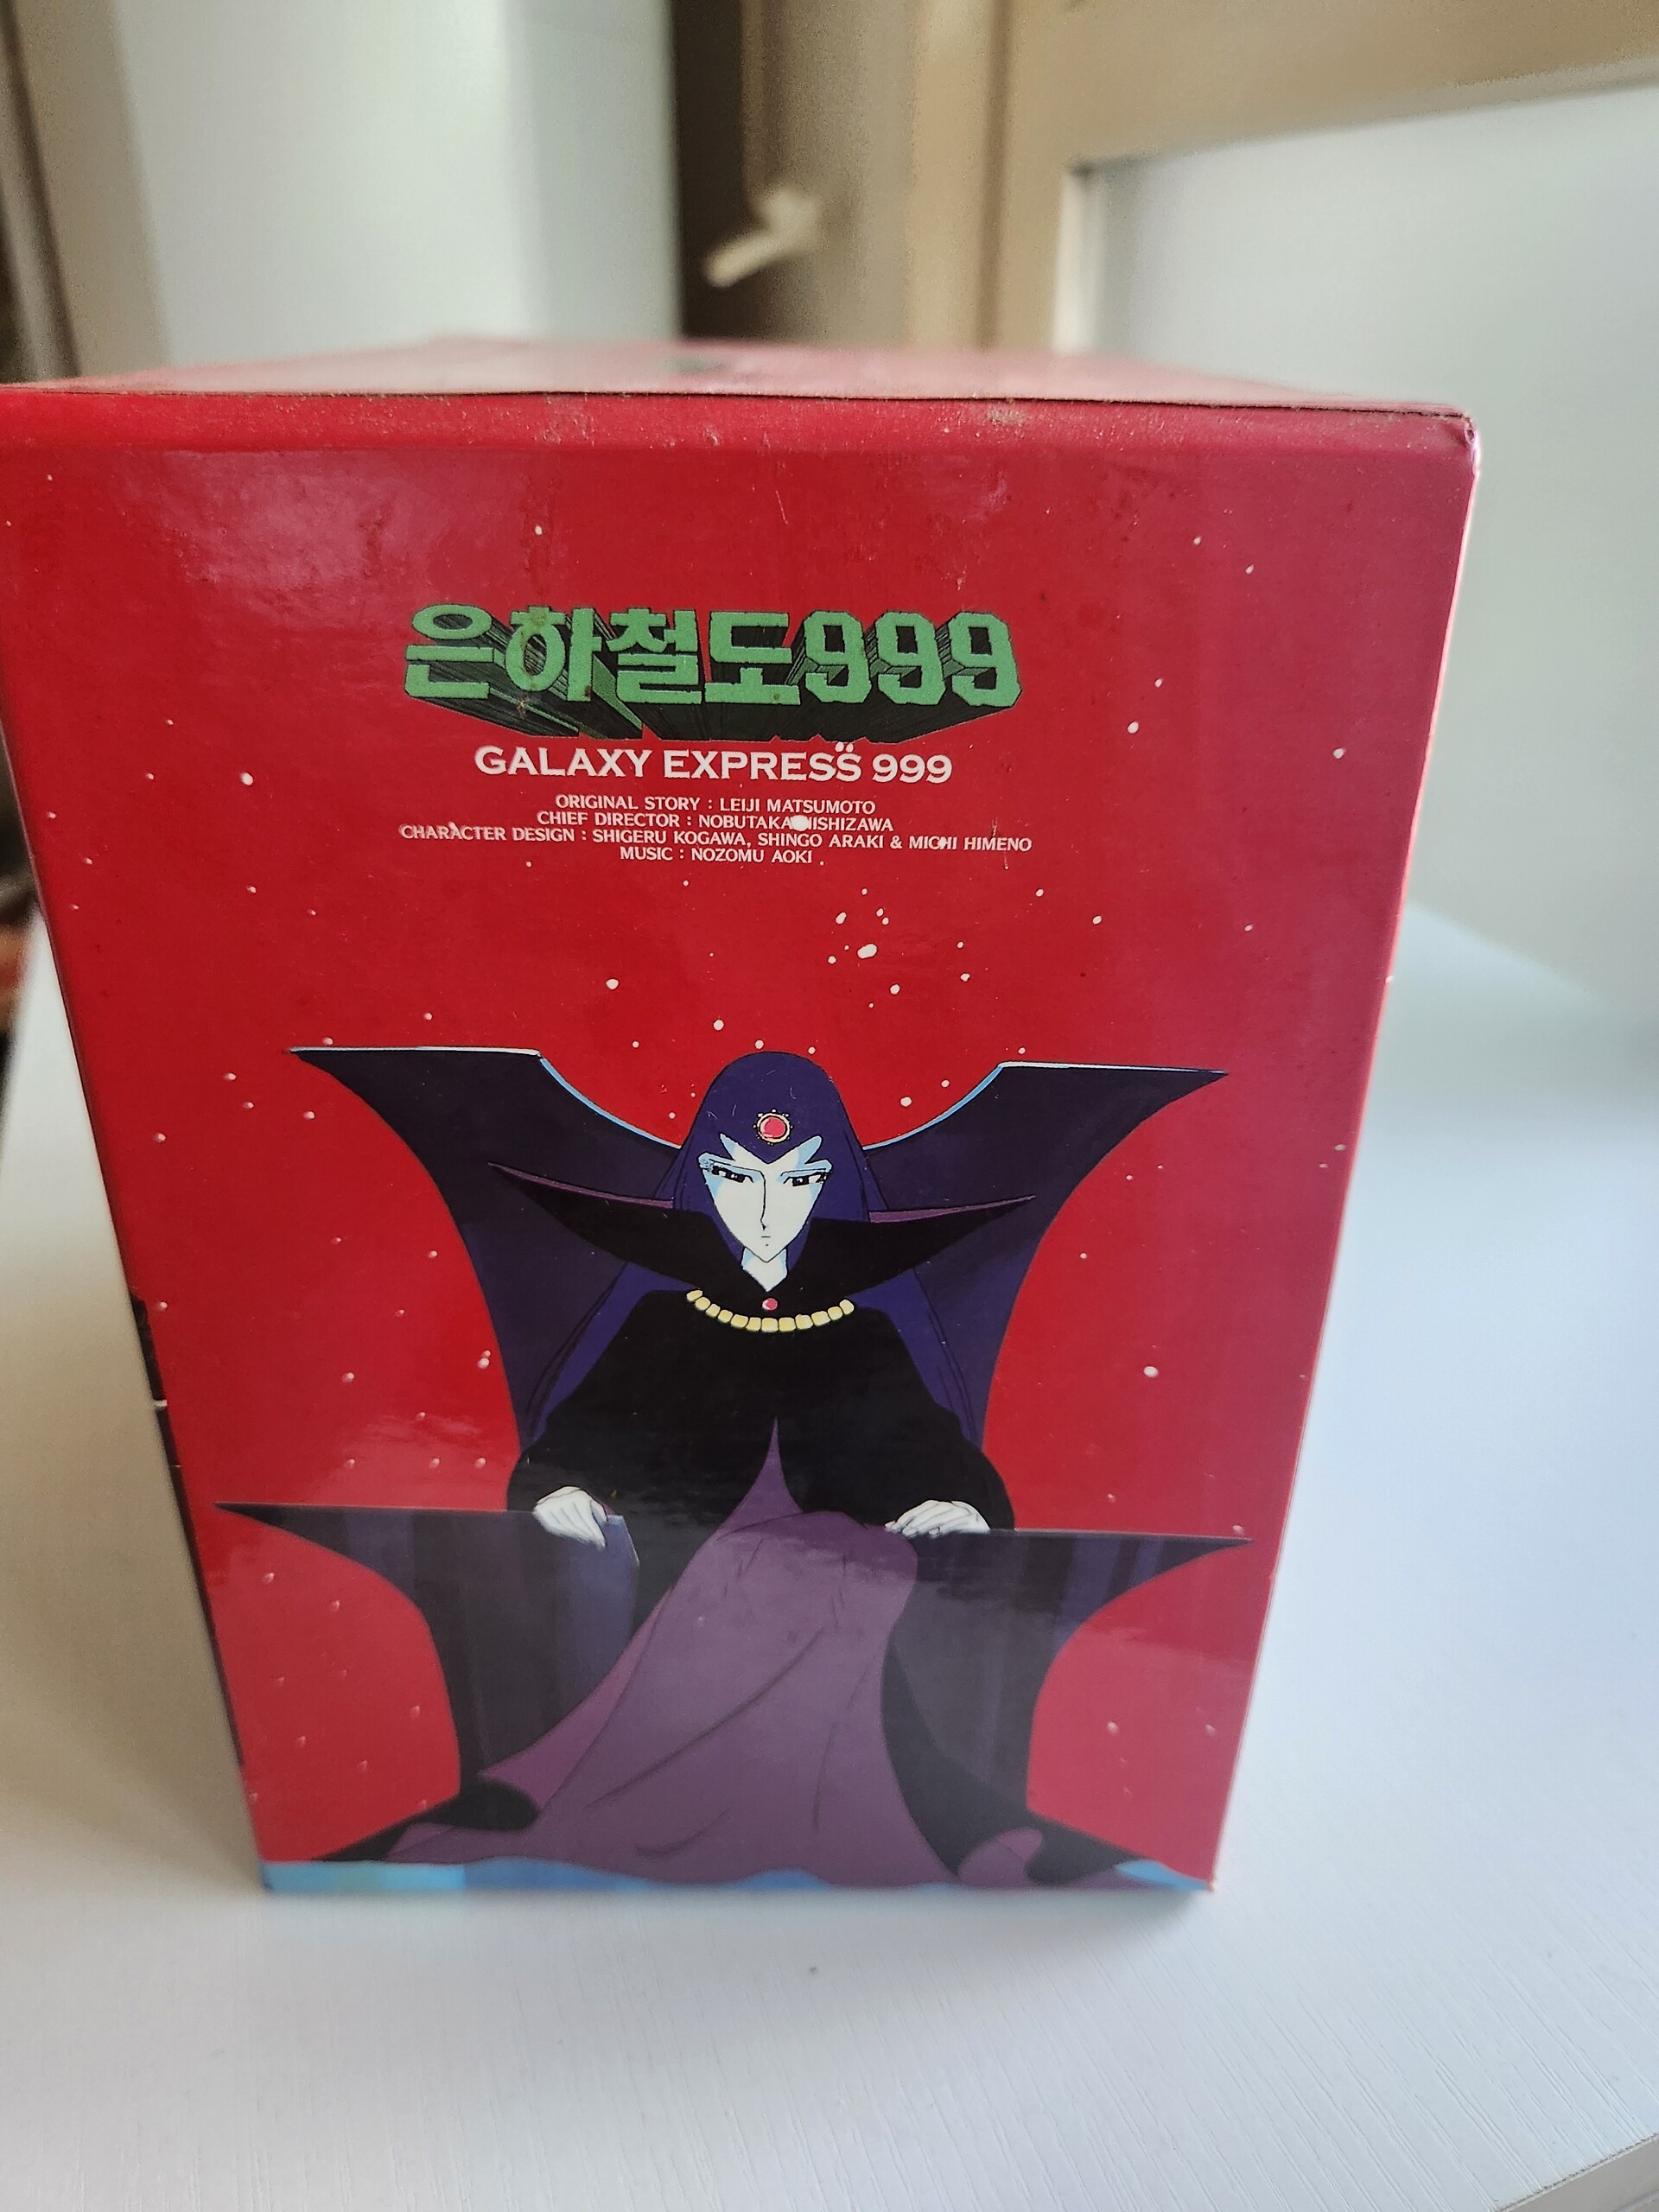 은하철도999
GALAXY EXPRESS 999
ORIGINAL STORY : LEIJI MATSUMOTO
CHIEF DIRECTOR : NOBUTAKA NISHIZAWA
CHARACTER DESIGN : SHIGERU KOGAWA, SHINGO ARAKI & MICHI HIMENO
MUSIC : NOZOMU AOKI